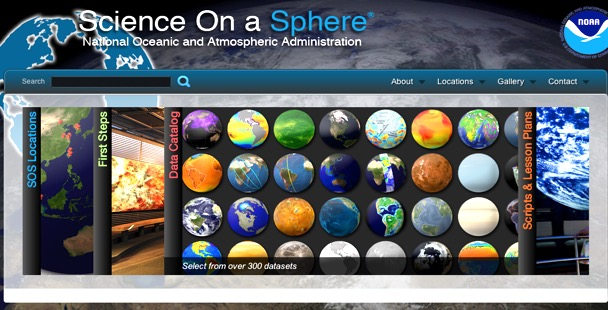 Science On a Sphere®
National Oceanic and Atmospheric Administration
NOAA
Search
About
Locations
Gallery
Contact
SOS Locations
First Steps
Data Catalog
Scripts & Lesson Plans
Select from over 300 datasets